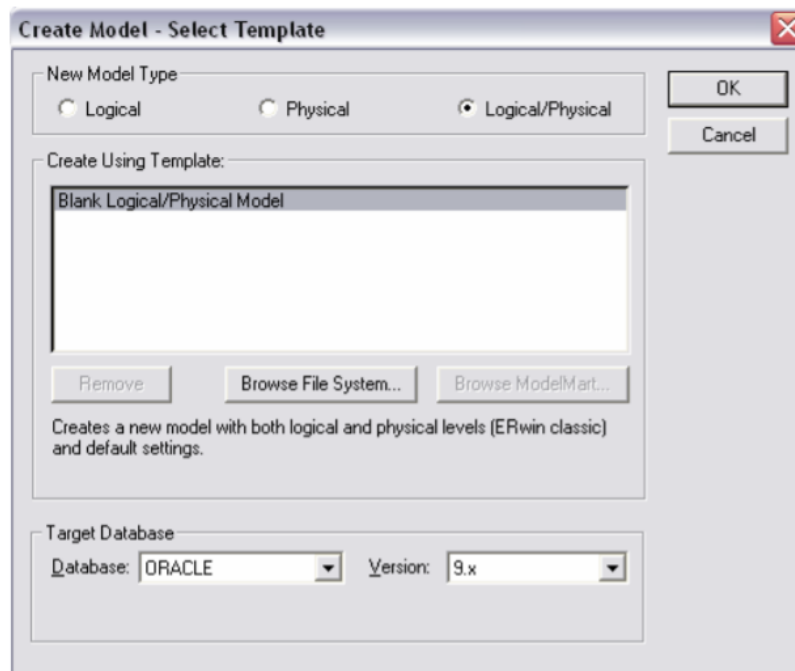 Create Model - Select Template
New Model Type
Logical
Physical
Logical/Physical
OK
Cancel
Create Using Template:
Blank Logical/Physical Model
Remove
Browse File System...
Browse ModelMart...
Creates a new model with both logical and physical levels (ERwin classic)
and default settings.
Target Database
Database: ORACLE
Version: 9.x